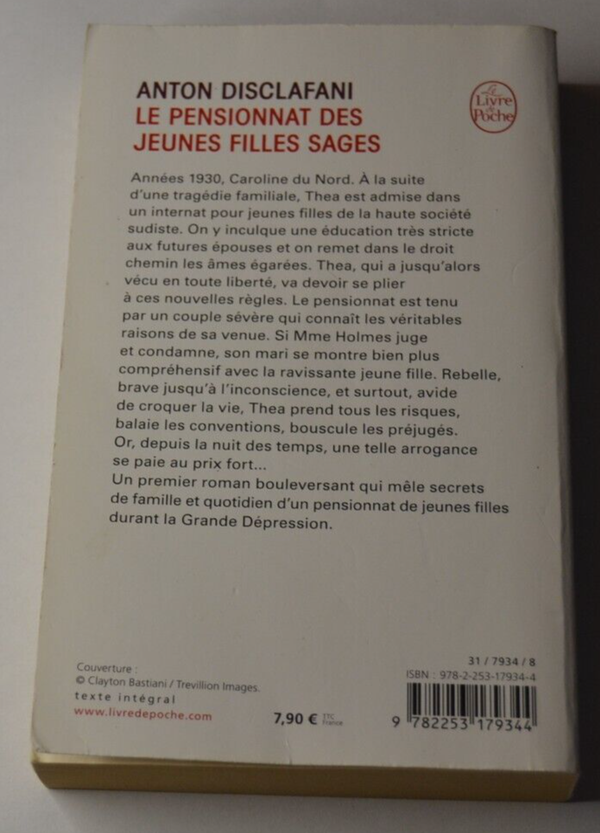 ANTON DISCLAFANI
LE PENSIONNAT DES
JEUNES FILLES SAGES
Le
Livre
de
Poche
Années 1930, Caroline du Nord. À la suite
d'une tragédie familiale, Thea est admise dans
un internat pour jeunes filles de la haute société
sudiste. On y inculque une éducation très stricte
aux futures épouses et on remet dans le droit
chemin les âmes égarées. Thea, qui a jusqu'alors
vécu en toute liberté, va devoir se plier
à ces nouvelles règles. Le pensionnat est tenu
par un couple sévère qui connaît les véritables
raisons de sa venue. Si Mme Holmes juge
et condamne, son mari se montre bien plus
compréhensif avec la ravissante jeune fille. Rebelle,
brave jusqu'à l'inconscience, et surtout, avide
de croquer la vie, Thea prend tous les risques,
balaie les conventions, bouscule les préjugés.
Or, depuis la nuit des temps, une telle arrogance
se paie au prix fort...
Un premier roman bouleversant qui mêle secrets
de famille et quotidien d'un pensionnat de jeunes filles
durant la Grande Dépression.
31 / 7934 / 8
ISBN : 978-2-253-17934-4
Couverture :
© Clayton Bastiani / Trevillion Images.
texte intégral
www.livredepoche.com
7,90 € TTC France
9 782253 179344